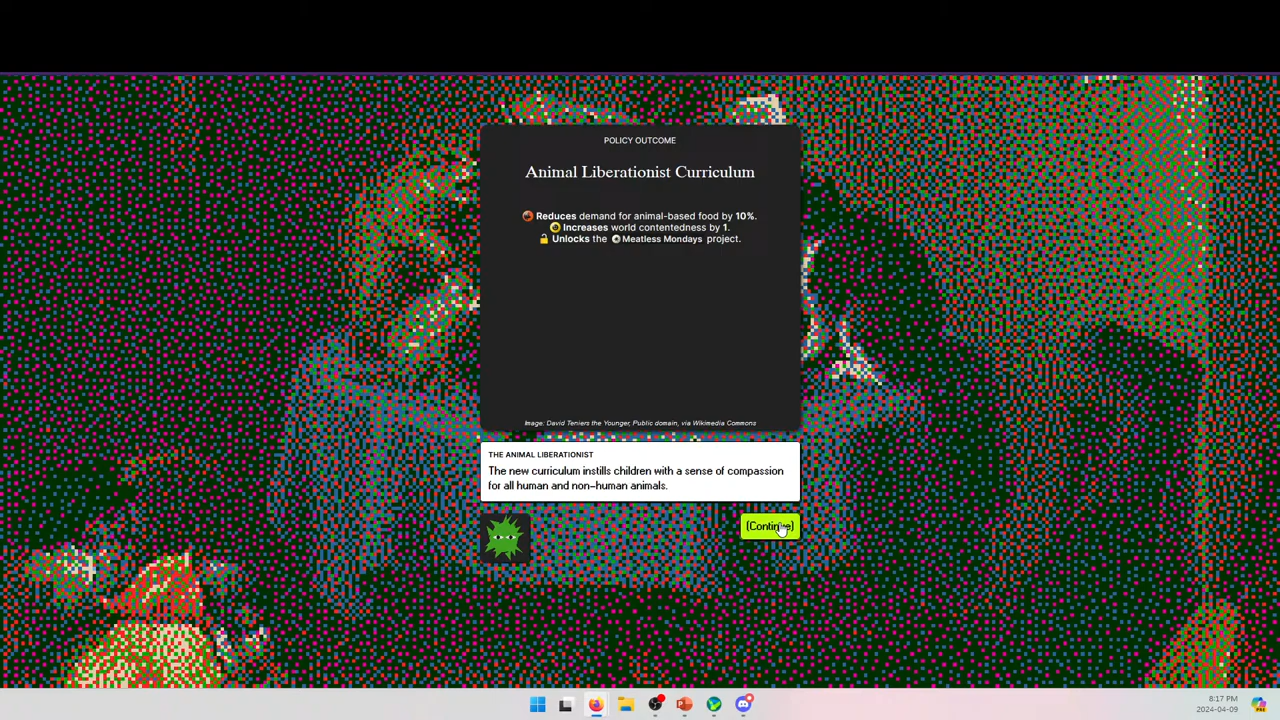 POLICY OUTCOME
Animal Liberationist Curriculum
Reduces demand for animal-based food by 10%.
Increases world contentedness by 1.
Unlocks the Meatless Mondays project.
Image: David Teniers the Younger, Public domain, via Wikimedia Commons
THE ANIMAL LIBERATIONIST
The new curriculum instills children with a sense of compassion
for all human and non-human animals.
(Continue)
8:17 PM
2024-04-09